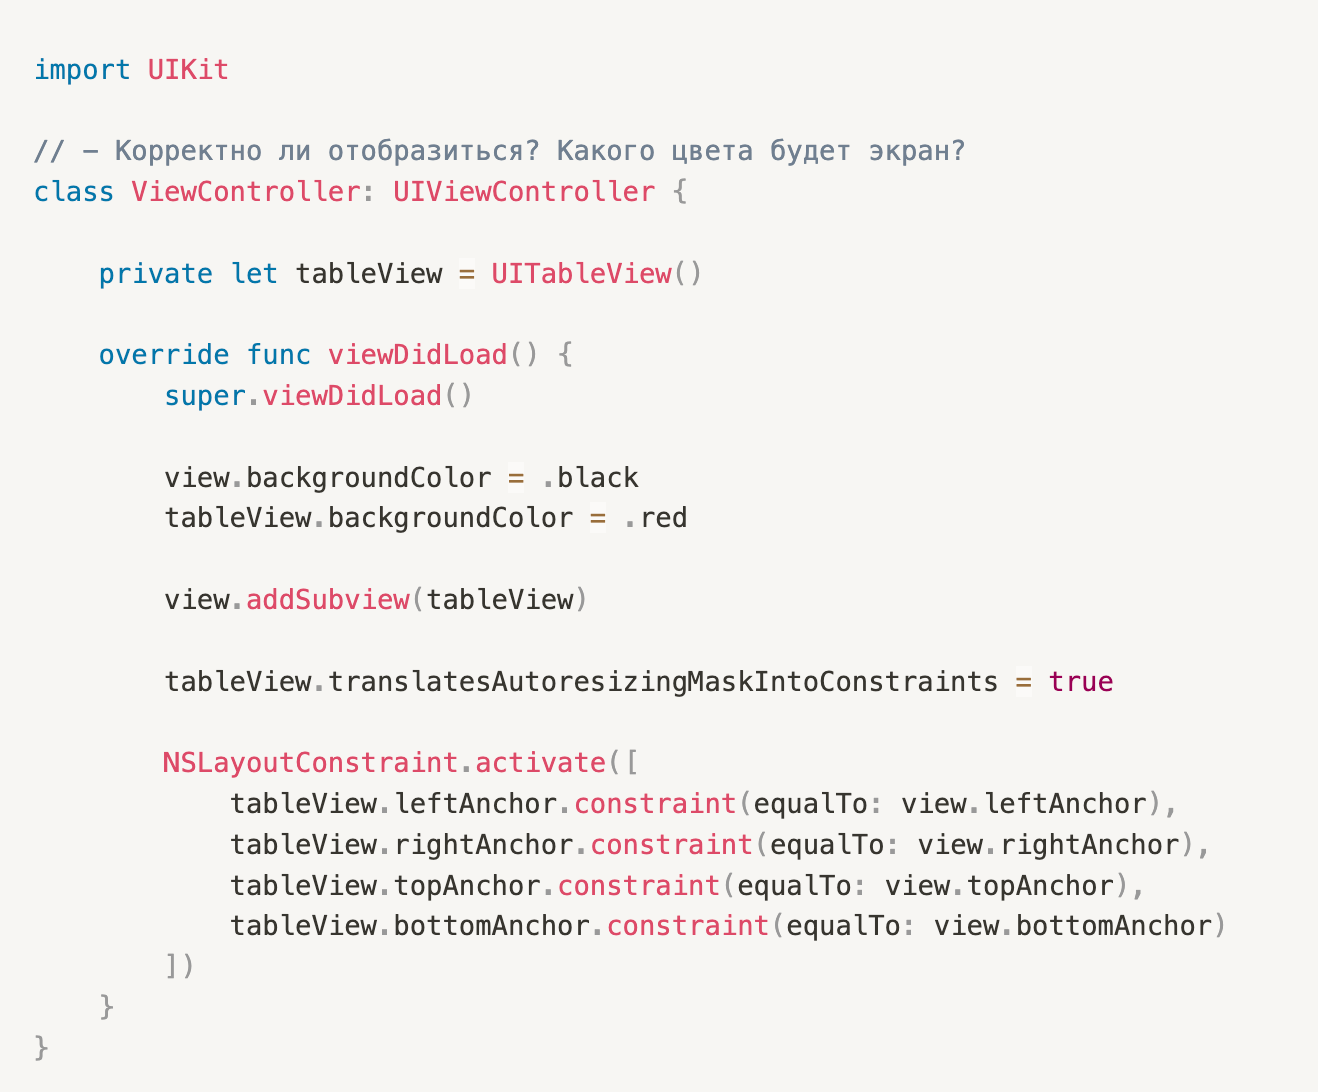 import UIKit
// – Корректно ли отобразиться? Какого цвета будет экран?
class ViewController: UIViewController {
private let tableView = UITableView()
override func viewDidLoad() {
super.viewDidLoad()
view.backgroundColor = .black
tableView.backgroundColor = .red
view.addSubview(tableView)
tableView.translatesAutoresizingMaskIntoConstraints = true
NSLayoutConstraint.activate([
tableView.leftAnchor.constraint(equalTo: view.leftAnchor),
tableView.rightAnchor.constraint(equalTo: view.rightAnchor),
tableView.topAnchor.constraint(equalTo: view.topAnchor),
tableView.bottomAnchor.constraint(equalTo: view.bottomAnchor)
])
}
}